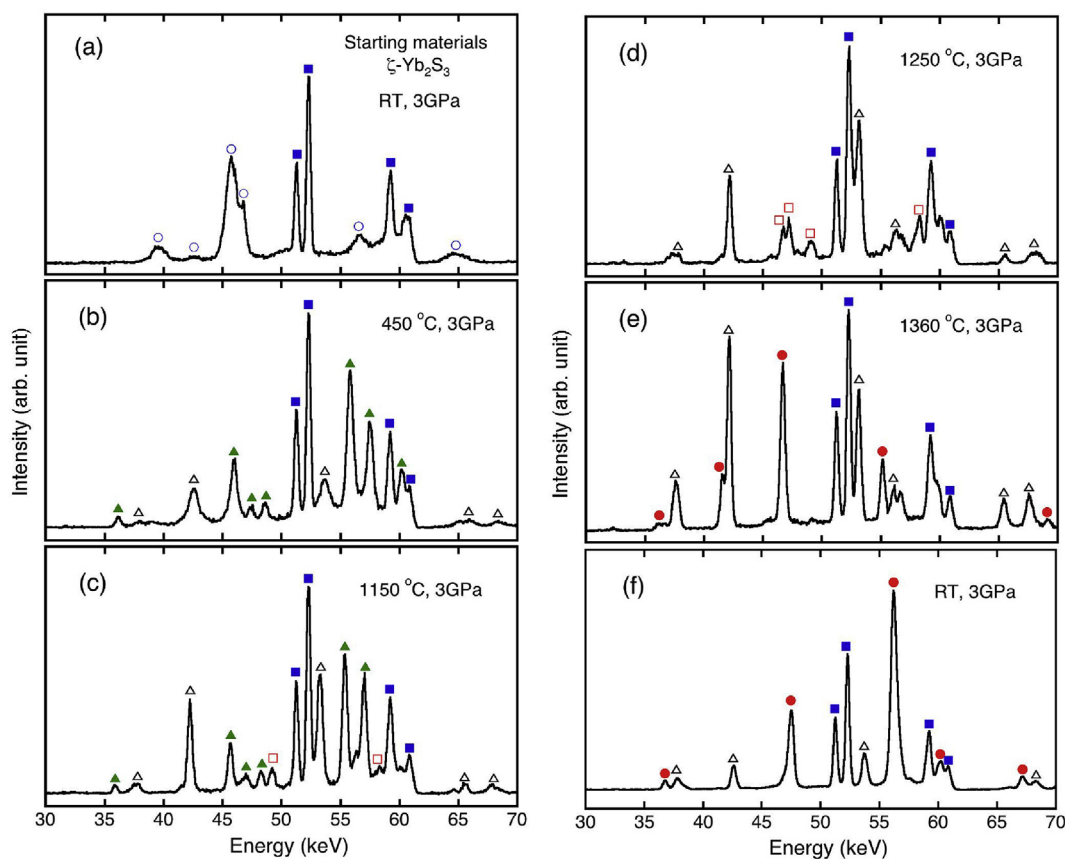 (a)
Starting materials
ζ-Yb₂S₃
RT, 3GPa
(b)
450 °C, 3GPa
(c)
1150 °C, 3GPa
30 35 40 45 50 55 60 65 70
Energy (keV)
Intensity (arb. unit)
(d)
1250 °C, 3GPa
(e)
1360 °C, 3GPa
(f)
RT, 3GPa
30 35 40 45 50 55 60 65 70
Energy (keV)
Intensity (arb. unit)